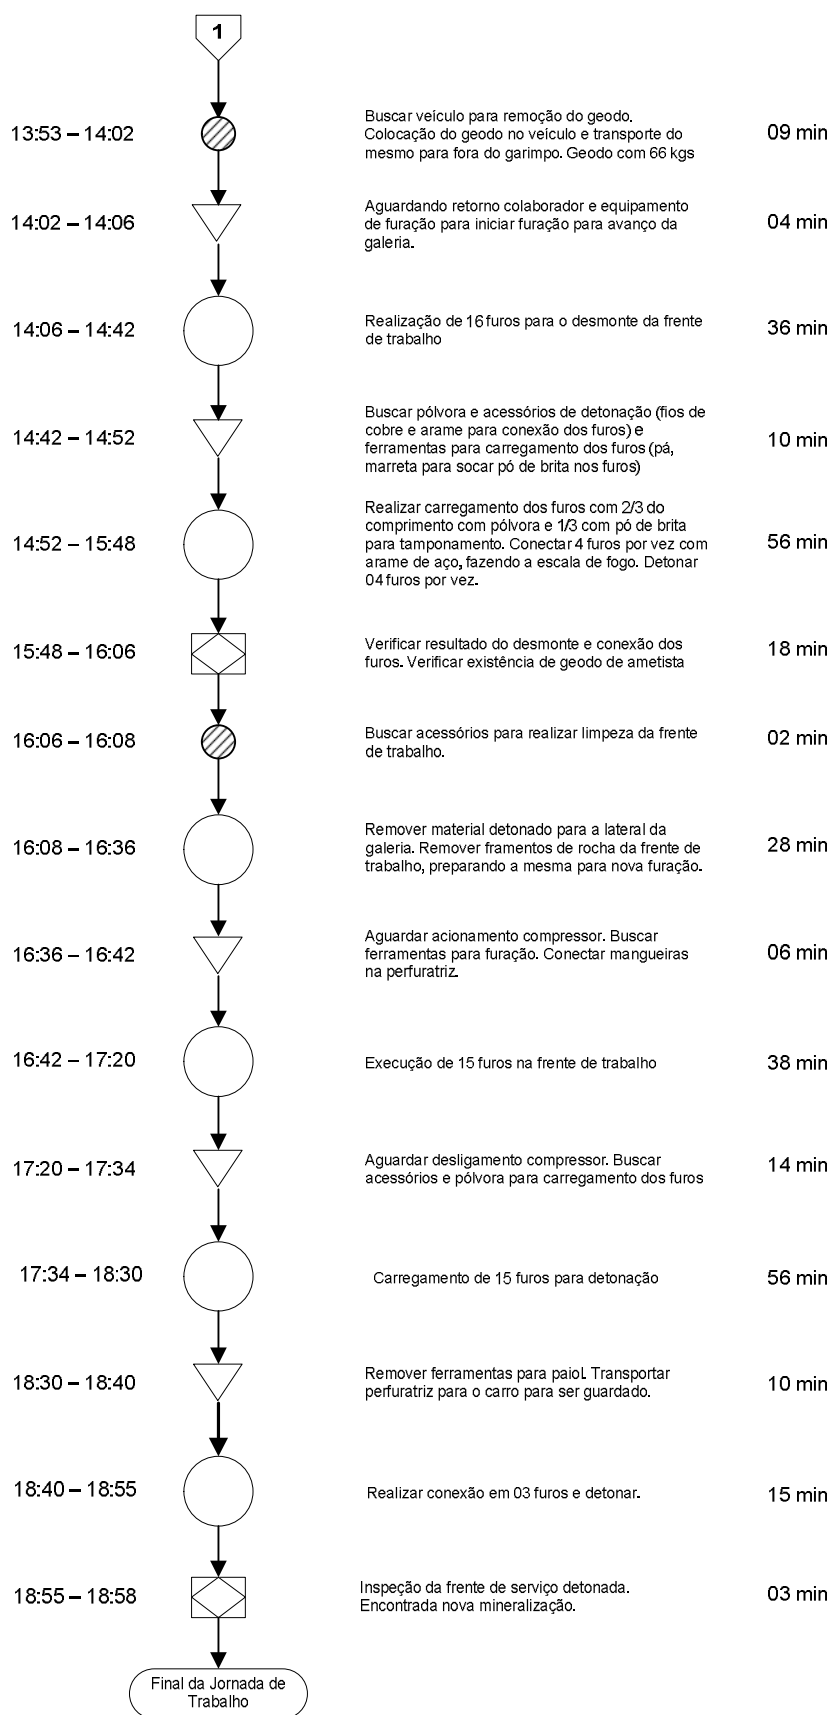 1
13:53 – 14:02
Buscar veículo para remoção do geodo.
Colocação do geodo no veículo e transporte do
mesmo para fora do garimpo. Geodo com 66 kgs
09 min
14:02 – 14:06
Aguardando retorno colaborador e equipamento
de furação para iniciar furação para avanço da
galeria.
04 min
14:06 – 14:42
Realização de 16 furos para o desmonte da frente
de trabalho
36 min
14:42 – 14:52
Buscar pólvora e acessórios de detonação (fios de
cobre e arame para conexão dos furos) e
ferramentas para carregamento dos furos (pá,
marreta para socar pó de brita nos furos)
10 min
14:52 – 15:48
Realizar carregamento dos furos com 2/3 do
comprimento com pólvora e 1/3 com pó de brita
para tamponamento. Conectar 4 furos por vez com
arame de aço, fazendo a escala de fogo. Detonar
04 furos por vez.
56 min
15:48 – 16:06
Verificar resultado do desmonte e conexão dos
furos. Verificar existência de geodo de ametista
18 min
16:06 – 16:08
Buscar acessórios para realizar limpeza da frente
de trabalho.
02 min
16:08 – 16:36
Remover material detonado para a lateral da
galeria. Remover framentos de rocha da frente de
trabalho, preparando a mesma para nova furação.
28 min
16:36 – 16:42
Aguardar acionamento compressor. Buscar
ferramentas para furação. Conectar mangueiras
na perfuratriz.
06 min
16:42 – 17:20
Execução de 15 furos na frente de trabalho
38 min
17:20 – 17:34
Aguardar desligamento compressor. Buscar
acessórios e pólvora para carregamento dos furos
14 min
17:34 – 18:30
Carregamento de 15 furos para detonação
56 min
18:30 – 18:40
Remover ferramentas para paiol. Transportar
perfuratriz para o carro para ser guardado.
10 min
18:40 – 18:55
Realizar conexão em 03 furos e detonar.
15 min
18:55 – 18:58
Inspeção da frente de serviço detonada.
Encontrada nova mineralização.
03 min
Final da Jornada de
Trabalho